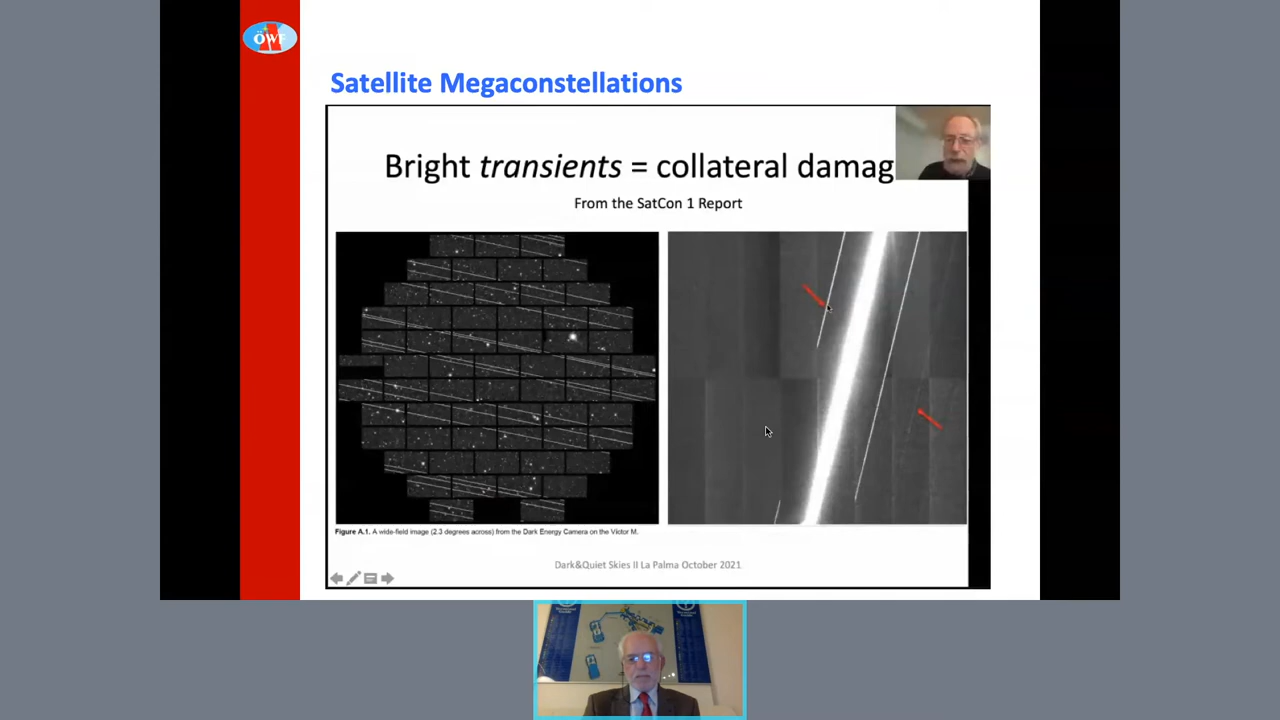 ÖWF
Satellite Megaconstellations
Bright transients = collateral damag
From the SatCon 1 Report
Figure A.1. A wide-field image (2.3 degrees across) from the Dark Energy Camera on the Víctor M.
Dark&Quiet Skies II La Palma October 2021